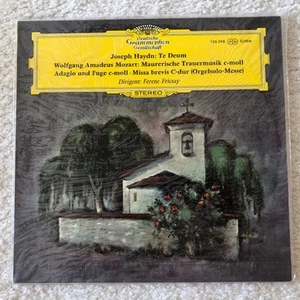 Deutsche
Grammophon
Gesellschaft
Joseph Haydn: Te Deum
Wolfgang Amadeus Mozart: Maurerische Trauermusik c-moll
Adagio und Fuge c-moll · Missa brevis C-dur (Orgelsolo-Messe)
Dirigent: Ferenc Fricsay
STEREO